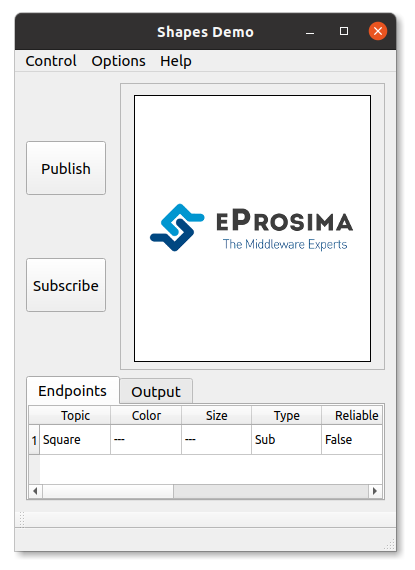 Shapes Demo
Control Options Help
Publish
EPROSIMA
The Middleware Experts
Subscribe
Endpoints Output
Topic Color Size Type Reliable
1 Square --- --- Sub False